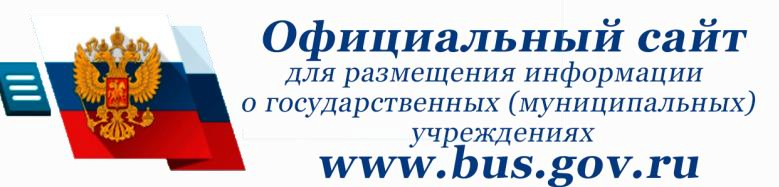 Официальный сайт
для размещения информации
о государственных (муниципальных)
учреждениях
www.bus.gov.ru